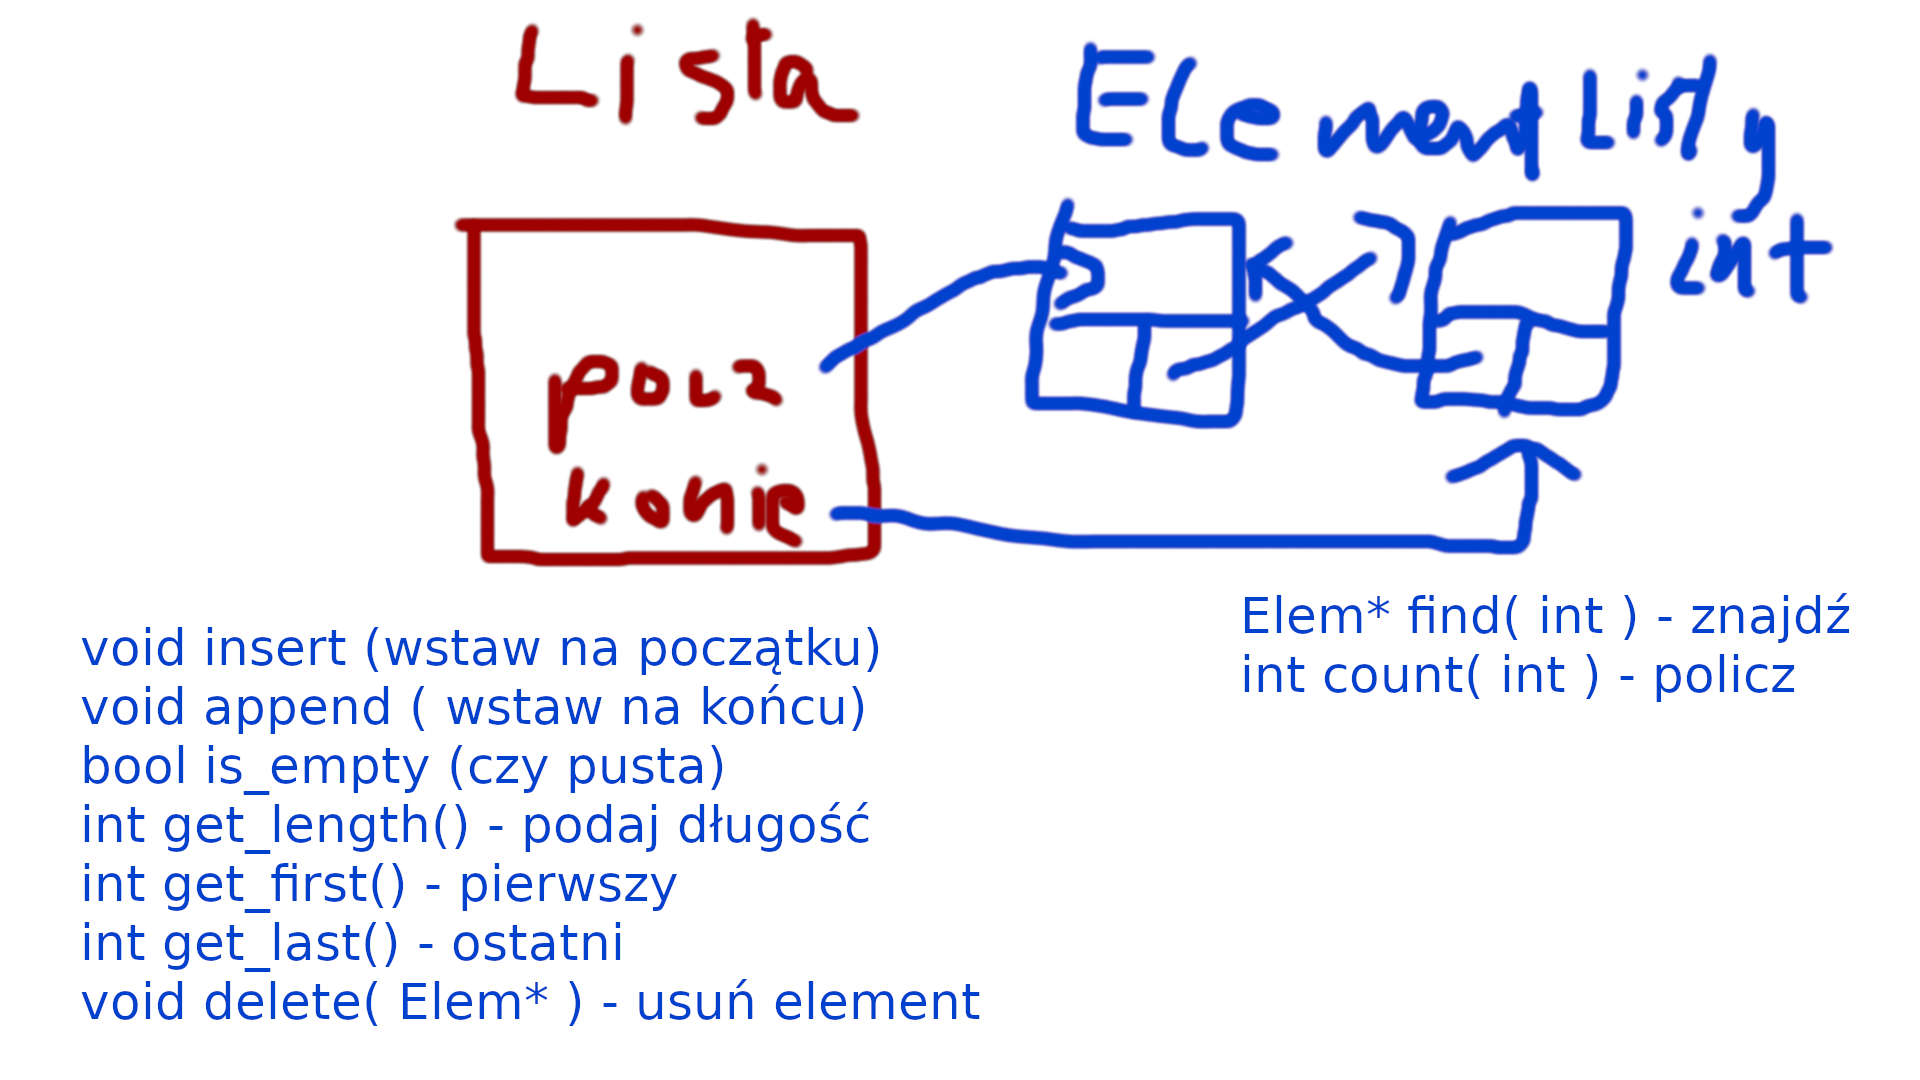 Lista
Element Listy
int
pocz
konie
void insert (wstaw na początku)
void append ( wstaw na końcu)
bool is_empty (czy pusta)
int get_length() - podaj długość
int get_first() - pierwszy
int get_last() - ostatni
void delete( Elem* ) - usuń element
Elem* find( int ) - znajdź
int count( int ) - policz